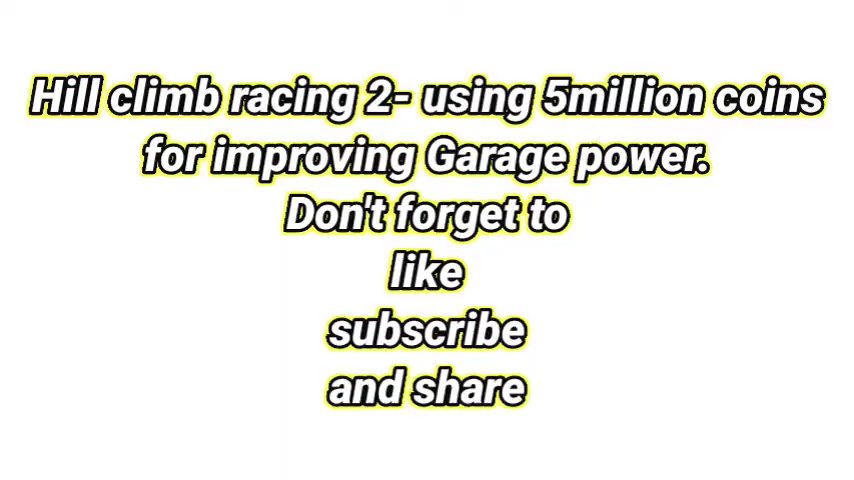 Hill climb racing 2- using 5million coins
for improving Garage power.
Don't forget to
like
subscribe
and share